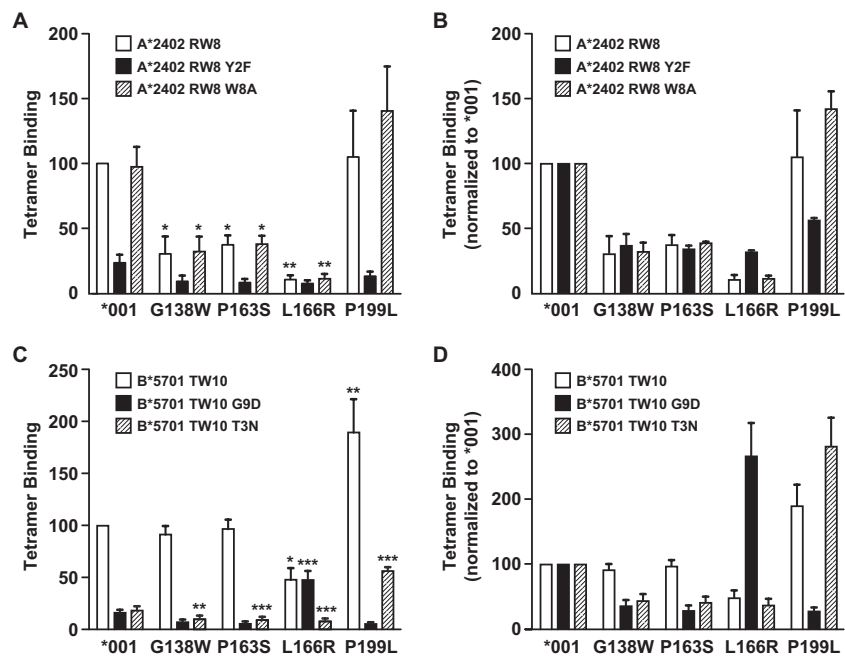 A
Tetramer Binding
200
150
100
50
0
A*2402 RW8
A*2402 RW8 Y2F
A*2402 RW8 W8A
* * * *
** **
*001 G138W P163S L166R P199L
B
Tetramer Binding
(normalized to *001)
200
150
100
50
0
A*2402 RW8
A*2402 RW8 Y2F
A*2402 RW8 W8A
*001 G138W P163S L166R P199L
C
Tetramer Binding
250
200
150
100
50
0
B*5701 TW10
B*5701 TW10 G9D
B*5701 TW10 T3N
**
* *** ***
** *** ***
*001 G138W P163S L166R P199L
D
Tetramer Binding
(normalized to *001)
400
300
200
100
0
B*5701 TW10
B*5701 TW10 G9D
B*5701 TW10 T3N
*001 G138W P163S L166R P199L